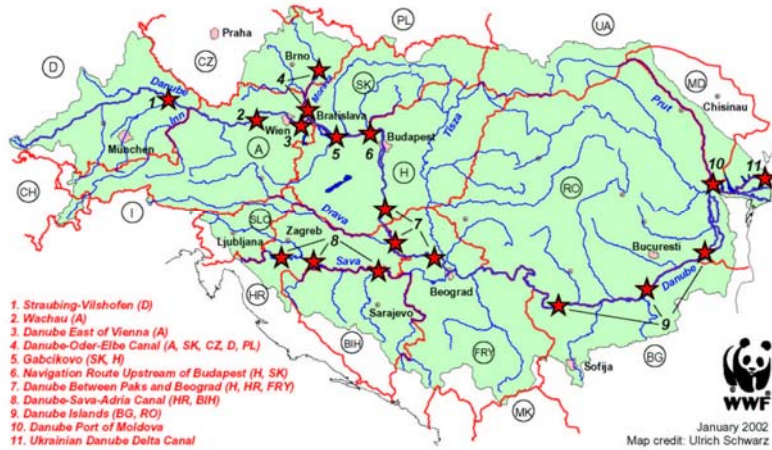 PL
UA
Praha
D
CZ
Brno
SK
MD
Danube
4
Morava
Prut
Chisinau
1
Inn
2
Wien
Bratislava
Budapest
Tisza
3
5
6
München
A
H
10
11
CH
RO
I
Drava
SLO
Zagreb
7
Ljubljana
8
Bucuresti
Sava
Beograd
Danube
HR
Sarajevo
9
BIH
FRY
Sofija
BG
MK
1. Straubing-Vilshofen (D)
2. Wachau (A)
3. Danube East of Vienna (A)
4. Danube-Oder-Elbe Canal (A, SK, CZ, D, PL)
5. Gabcikovo (SK, H)
6. Navigation Route Upstream of Budapest (H, SK)
7. Danube Between Paks and Beograd (H, HR, FRY)
8. Danube-Sava-Adria Canal (HR, BIH)
9. Danube Islands (BG, RO)
10. Danube Port of Moldova
11. Ukrainian Danube Delta Canal
WWF
January 2002
Map credit: Ulrich Schwarz